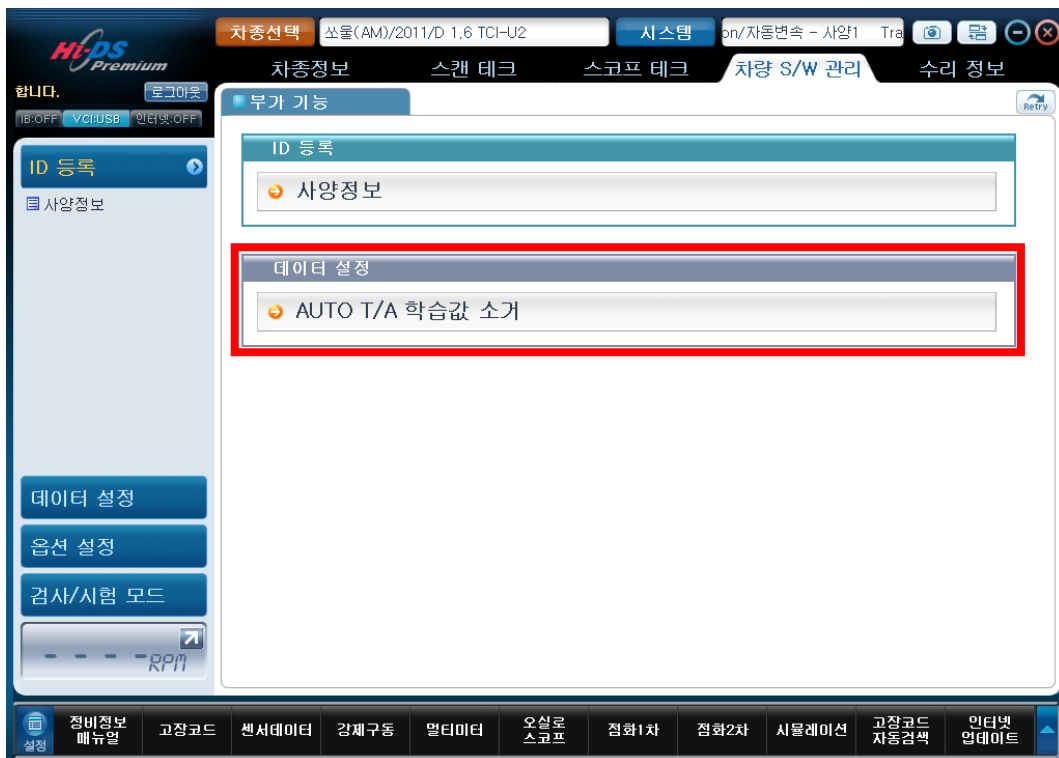 Hi-DS
Premium
차종선택 쏘울(AM)/2011/D 1.6 TCI-U2 시스템 on/자동변속 - 사양1 Tra
차종정보 스캔 테크 스코프 테크 차량 S/W 관리 수리 정보
합니다. 로그아웃
IB:OFF VCI:USB 인터넷:OFF
부가 기능
Retry
ID 등록
사양정보
데이터 설정
옵션 설정
검사/시험 모드
- - - - RPM
ID 등록
사양정보
데이터 설정
AUTO T/A 학습값 소거
설정
정비정보
매뉴얼
고장코드
센서데이터
강제구동
멀티미터
오실로
스코프
점화1차
점화2차
시뮬레이션
고장코드
자동검색
인터넷
업데이트